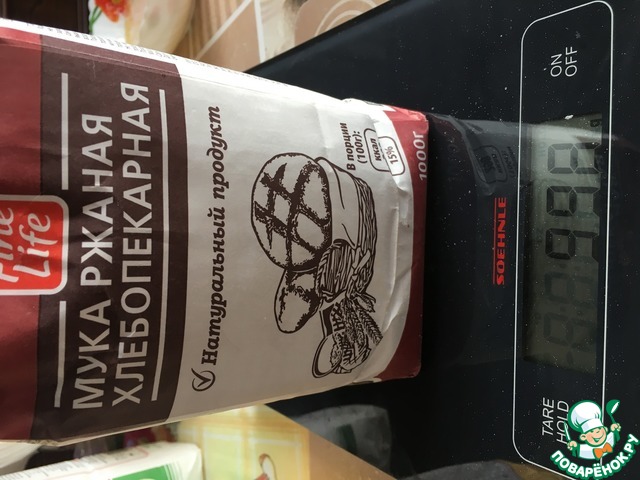 Fine
Life
МУКА РЖАНАЯ
ХЛЕБОПЕКАРНАЯ
Натуральный продукт
В порции
(100г):
ккал
15%
1000г
SOEHNLE
ON
OFF
TARE
HOLD
ПОВАРЁНОК.РУ